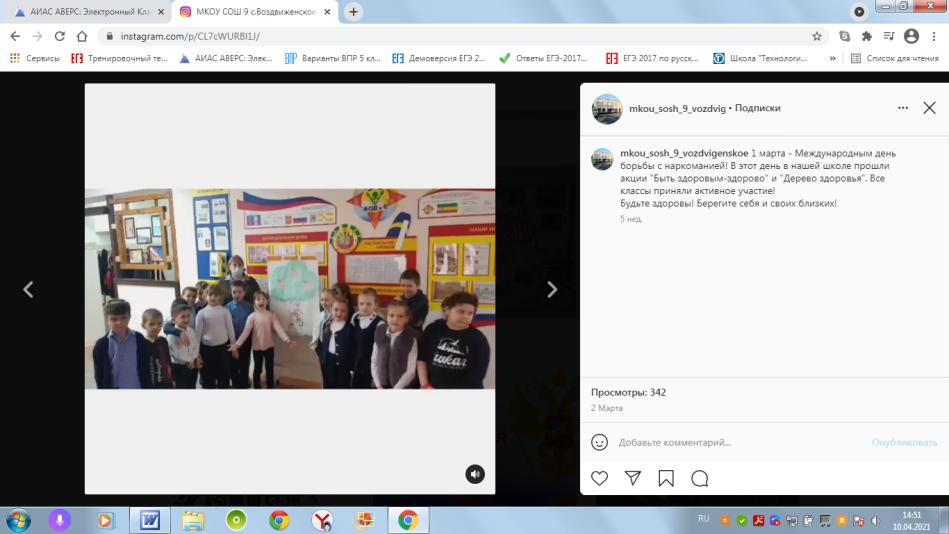 АИАС АВЕРС: Электронный Кла
МКОУ СОШ 9 с.Воздвиженское
instagram.com/p/CL7cWURBI1J/
Сервисы
Тренировочный те...
АИАС АВЕРС: Элек...
Варианты ВПР 5 кл...
Демоверсия ЕГЭ 2...
Ответы ЕГЭ-2017...
ЕГЭ 2017 по русск...
Школа "Технологи...
»
Список для чтения
mkou_sosh_9_vozdvig • Подписки
mkou_sosh_9_vozdvigenskoe 1 марта - Международным день
борьбы с наркоманией! В этот день в нашей школе прошли
акции "Быть здоровым-здорово" и "Дерево здоровья". Все
классы приняли активное участие!
Будьте здоровы! Берегите себя и своих близких!
5 нед.
Просмотры: 342
2 Марта
Добавьте комментарий...
Опубликовать
RU
14:51
10.04.2021